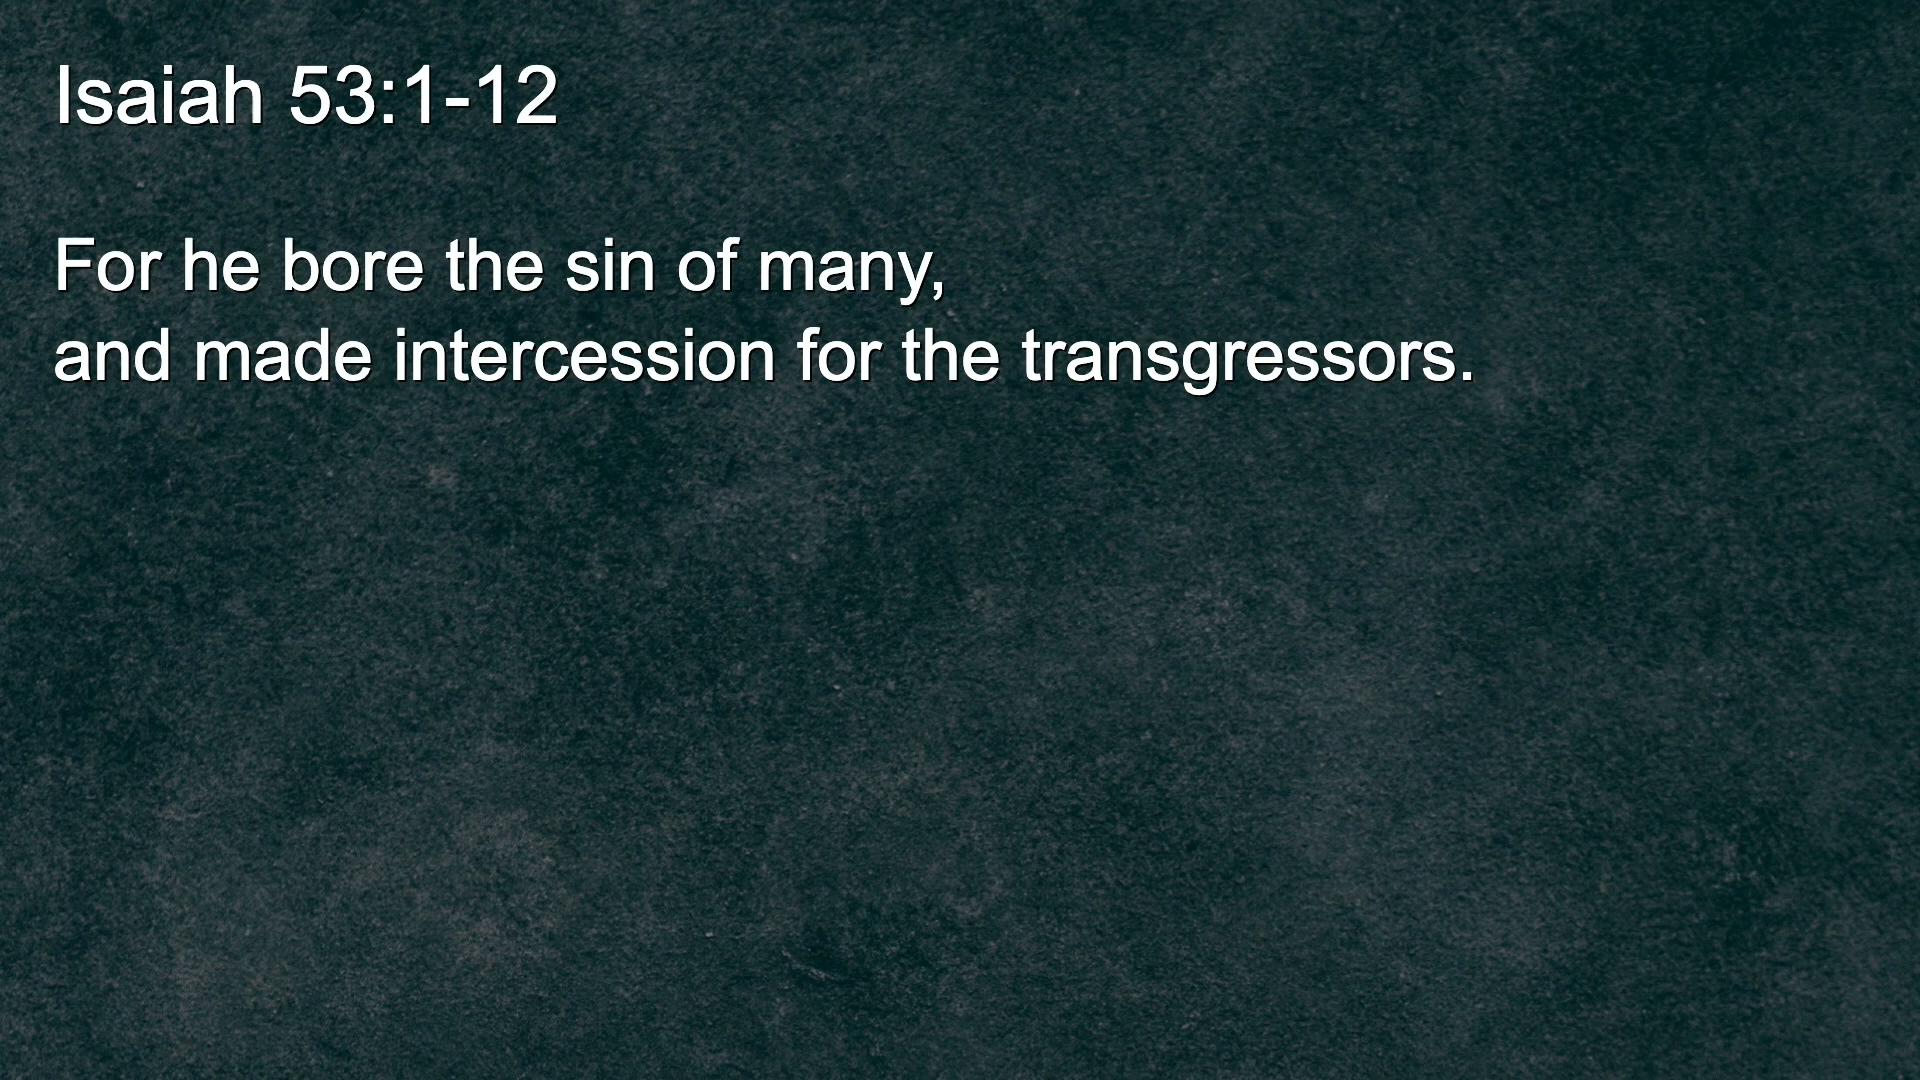 Isaiah 53:1-12
For he bore the sin of many,
and made intercession for the transgressors.